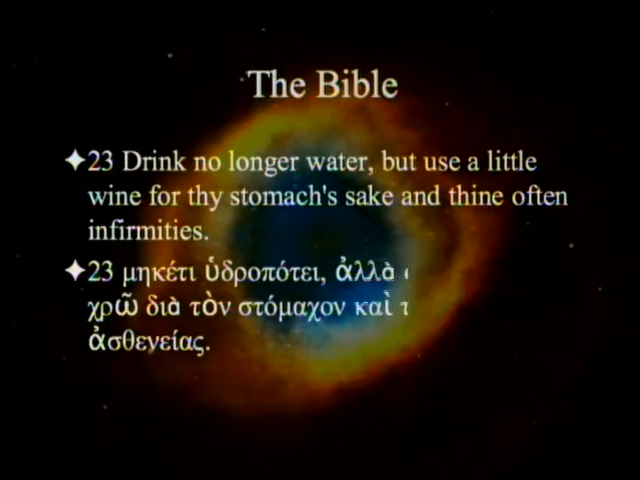 The Bible
✦23 Drink no longer water, but use a little
wine for thy stomach's sake and thine often
infirmities.
✦23 μηκέτι ὑδροπότει, ἀλλὰ
χρῶ διὰ τὸν στόμαχον καὶ
ἀσθενείας.